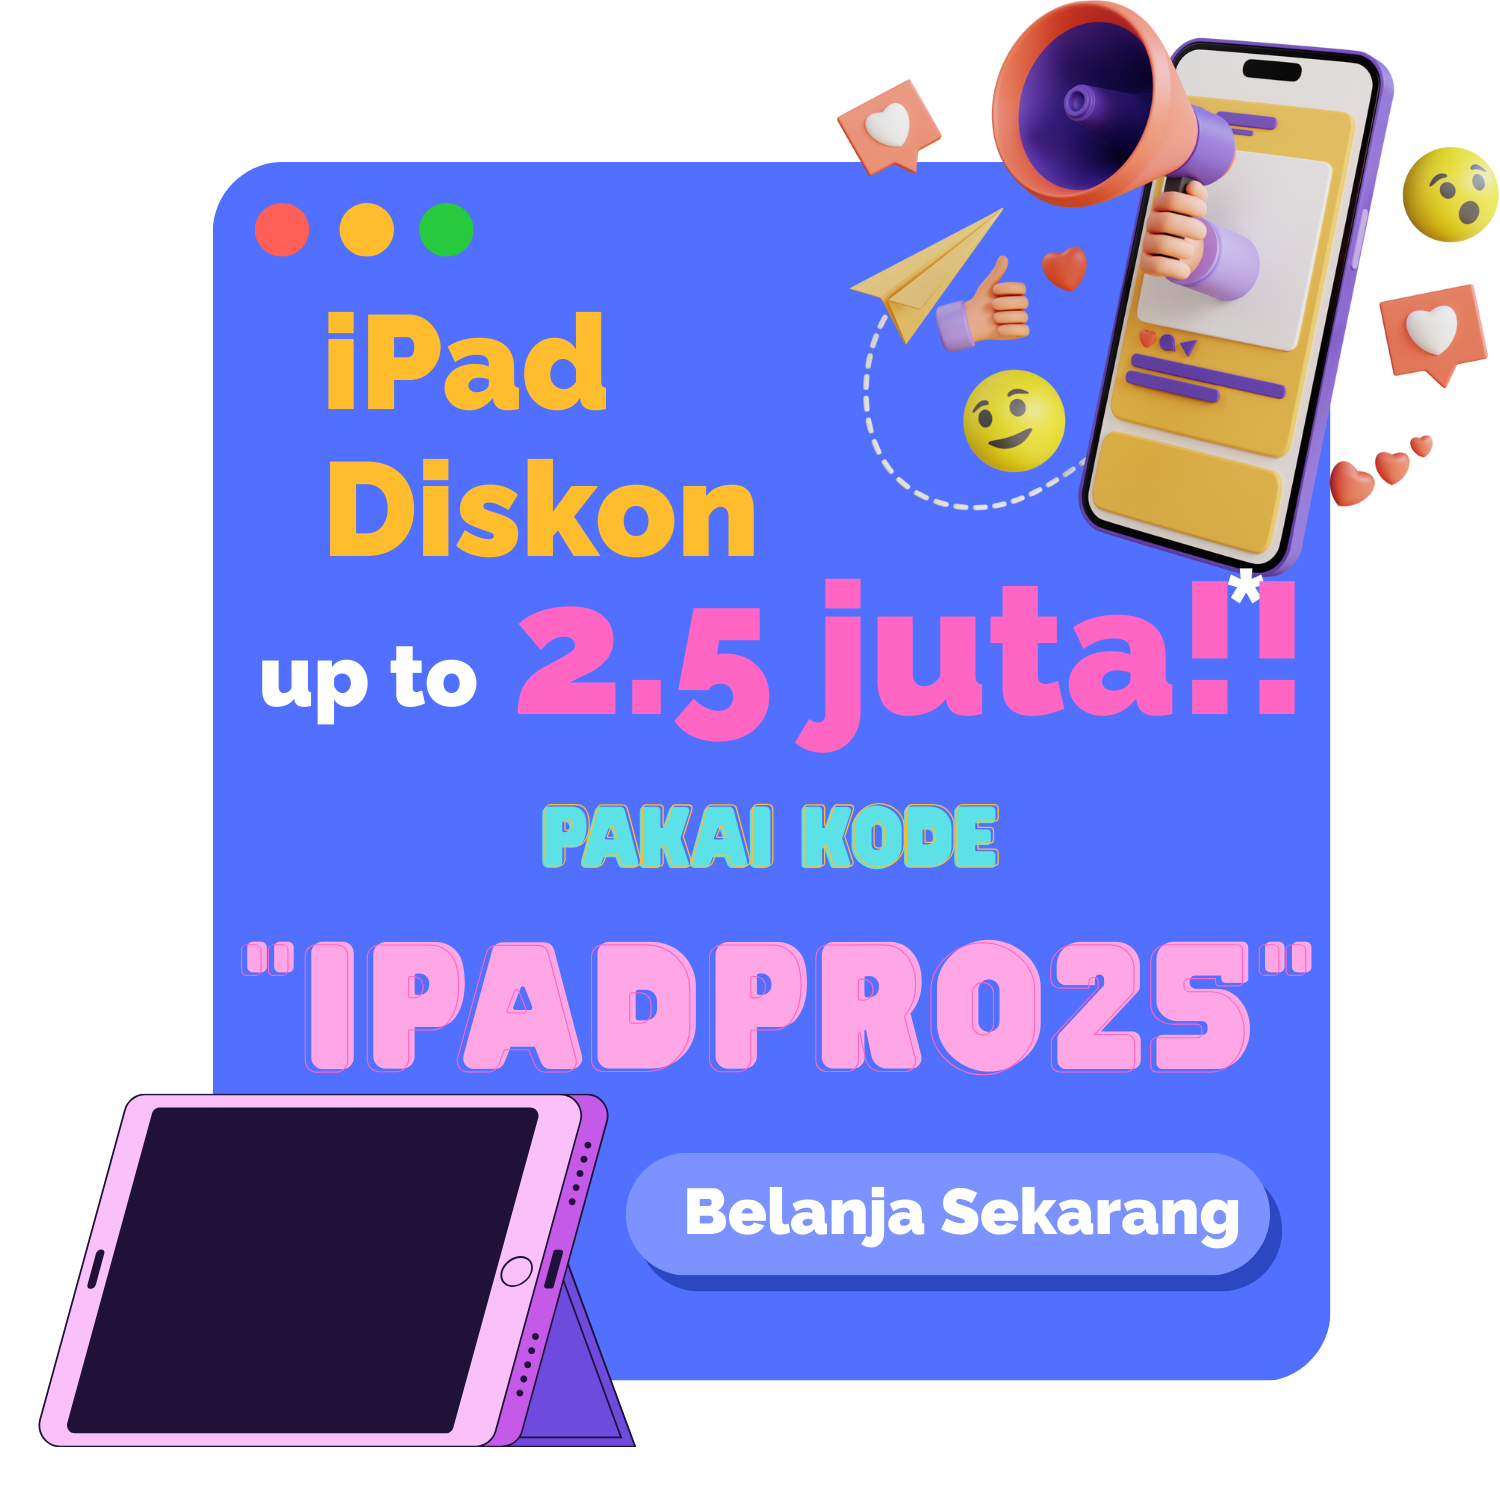 iPad
Diskon
up to 2.5 juta!!*
PAKAI KODE
"IPADPRO25"
Belanja Sekarang